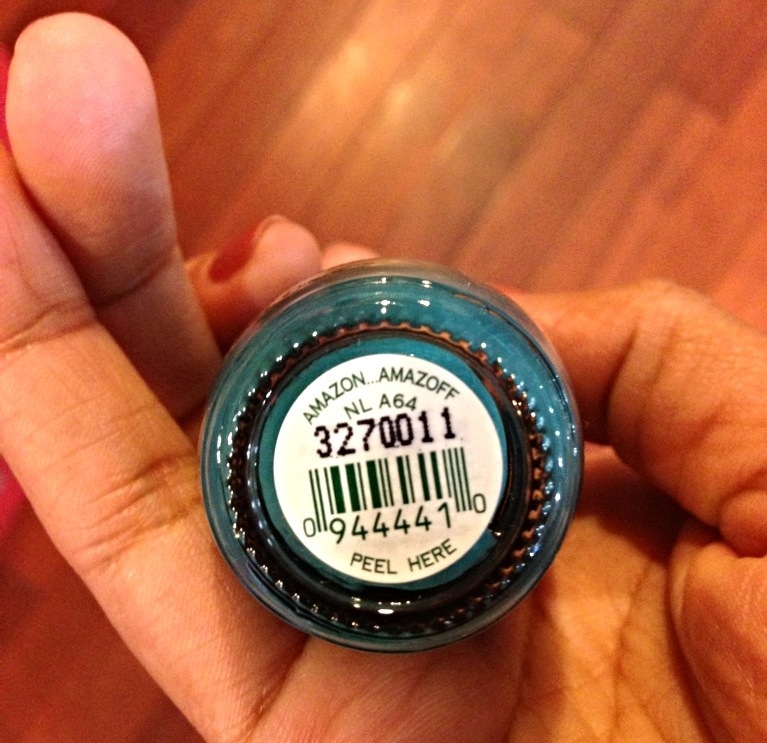 AMAZON...AMAZOFF
NL A64
3270011
0 944441 0
PEEL HERE